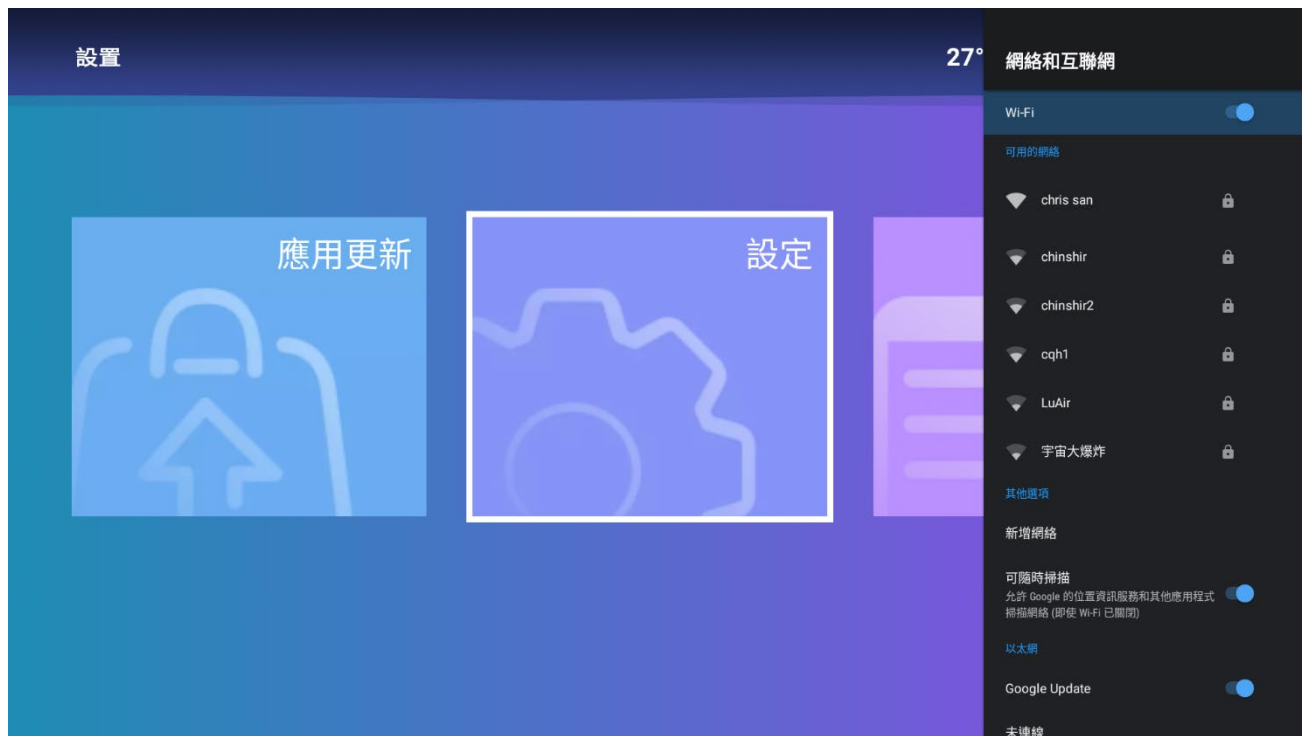 設置
27°
應用更新
設定
網絡和互聯網
Wi-Fi
可用的網絡
chris san
chinshir
chinshir2
cqh1
LuAir
宇宙大爆炸
其他選項
新增網絡
可隨時掃描
允許 Google 的位置資訊服務和其他應用程式
掃描網絡 (即使 Wi-Fi 已關閉)
以太網
Google Update
未連線